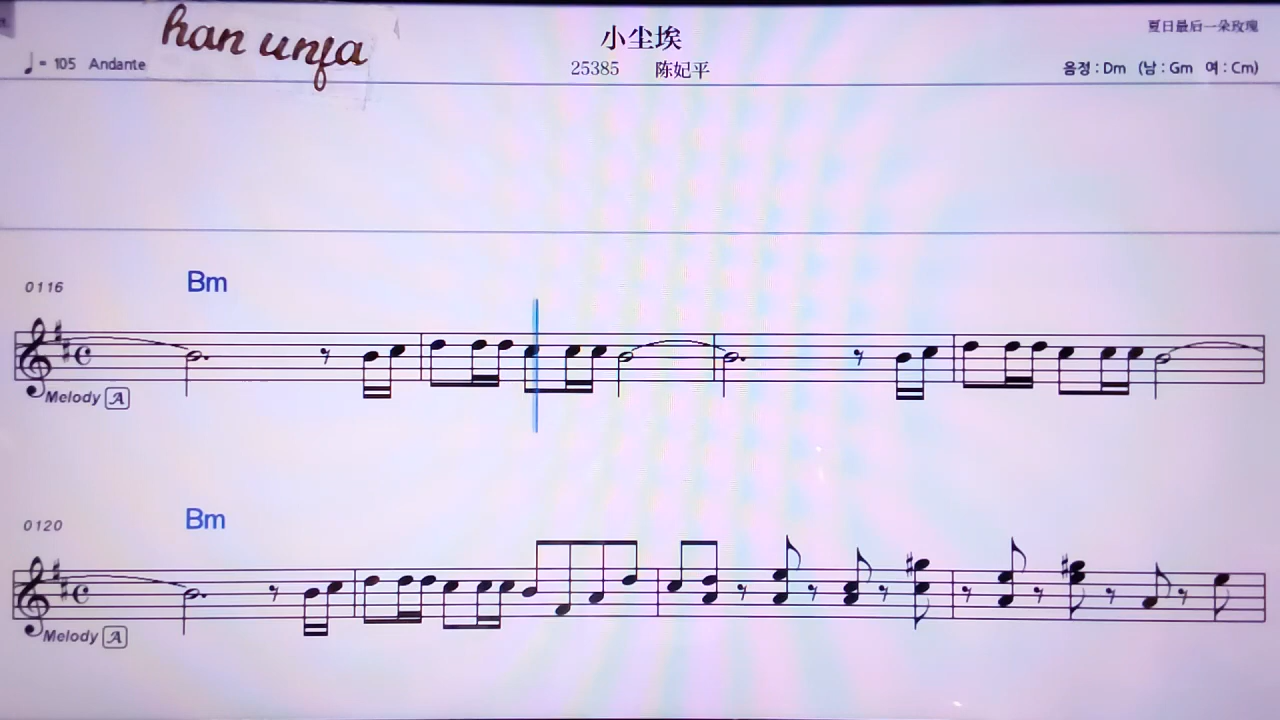 han unfa
小尘埃
夏日最后一朵玫瑰
♩ = 105 Andante
25385 陈妃平
음정 : Dm (남 : Gm 여 : Cm)
0116
Bm
Melody A
0120
Bm
Melody A